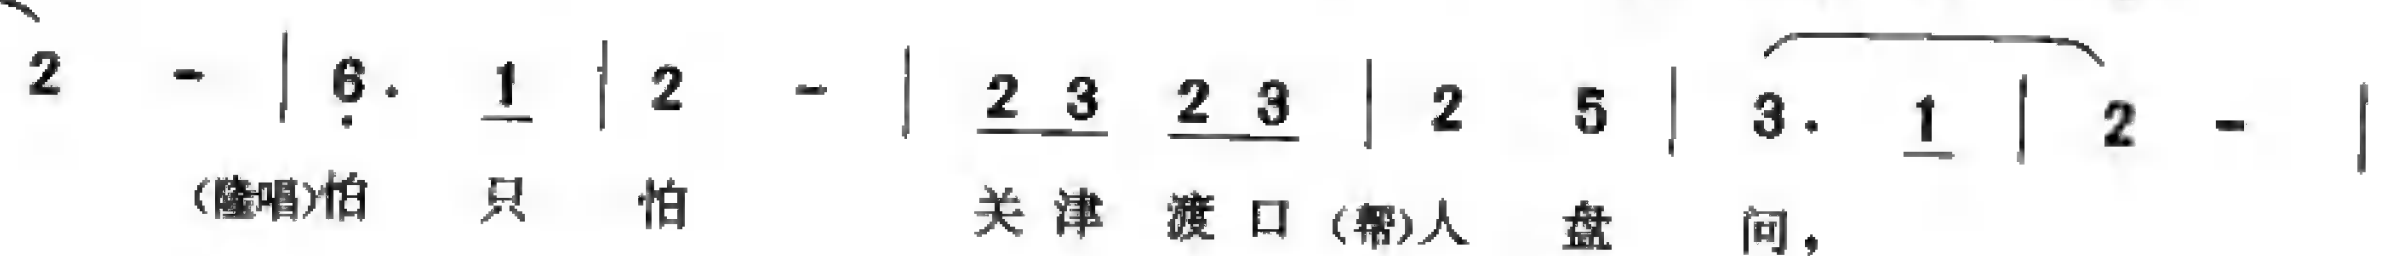 2 - | 6. 1 | 2 - | 2 3 2 3 | 2 5 | 3. 1 | 2 - |
(隆唱)怕 只 怕 关 津 渡 口 (帮)人 盘 问,